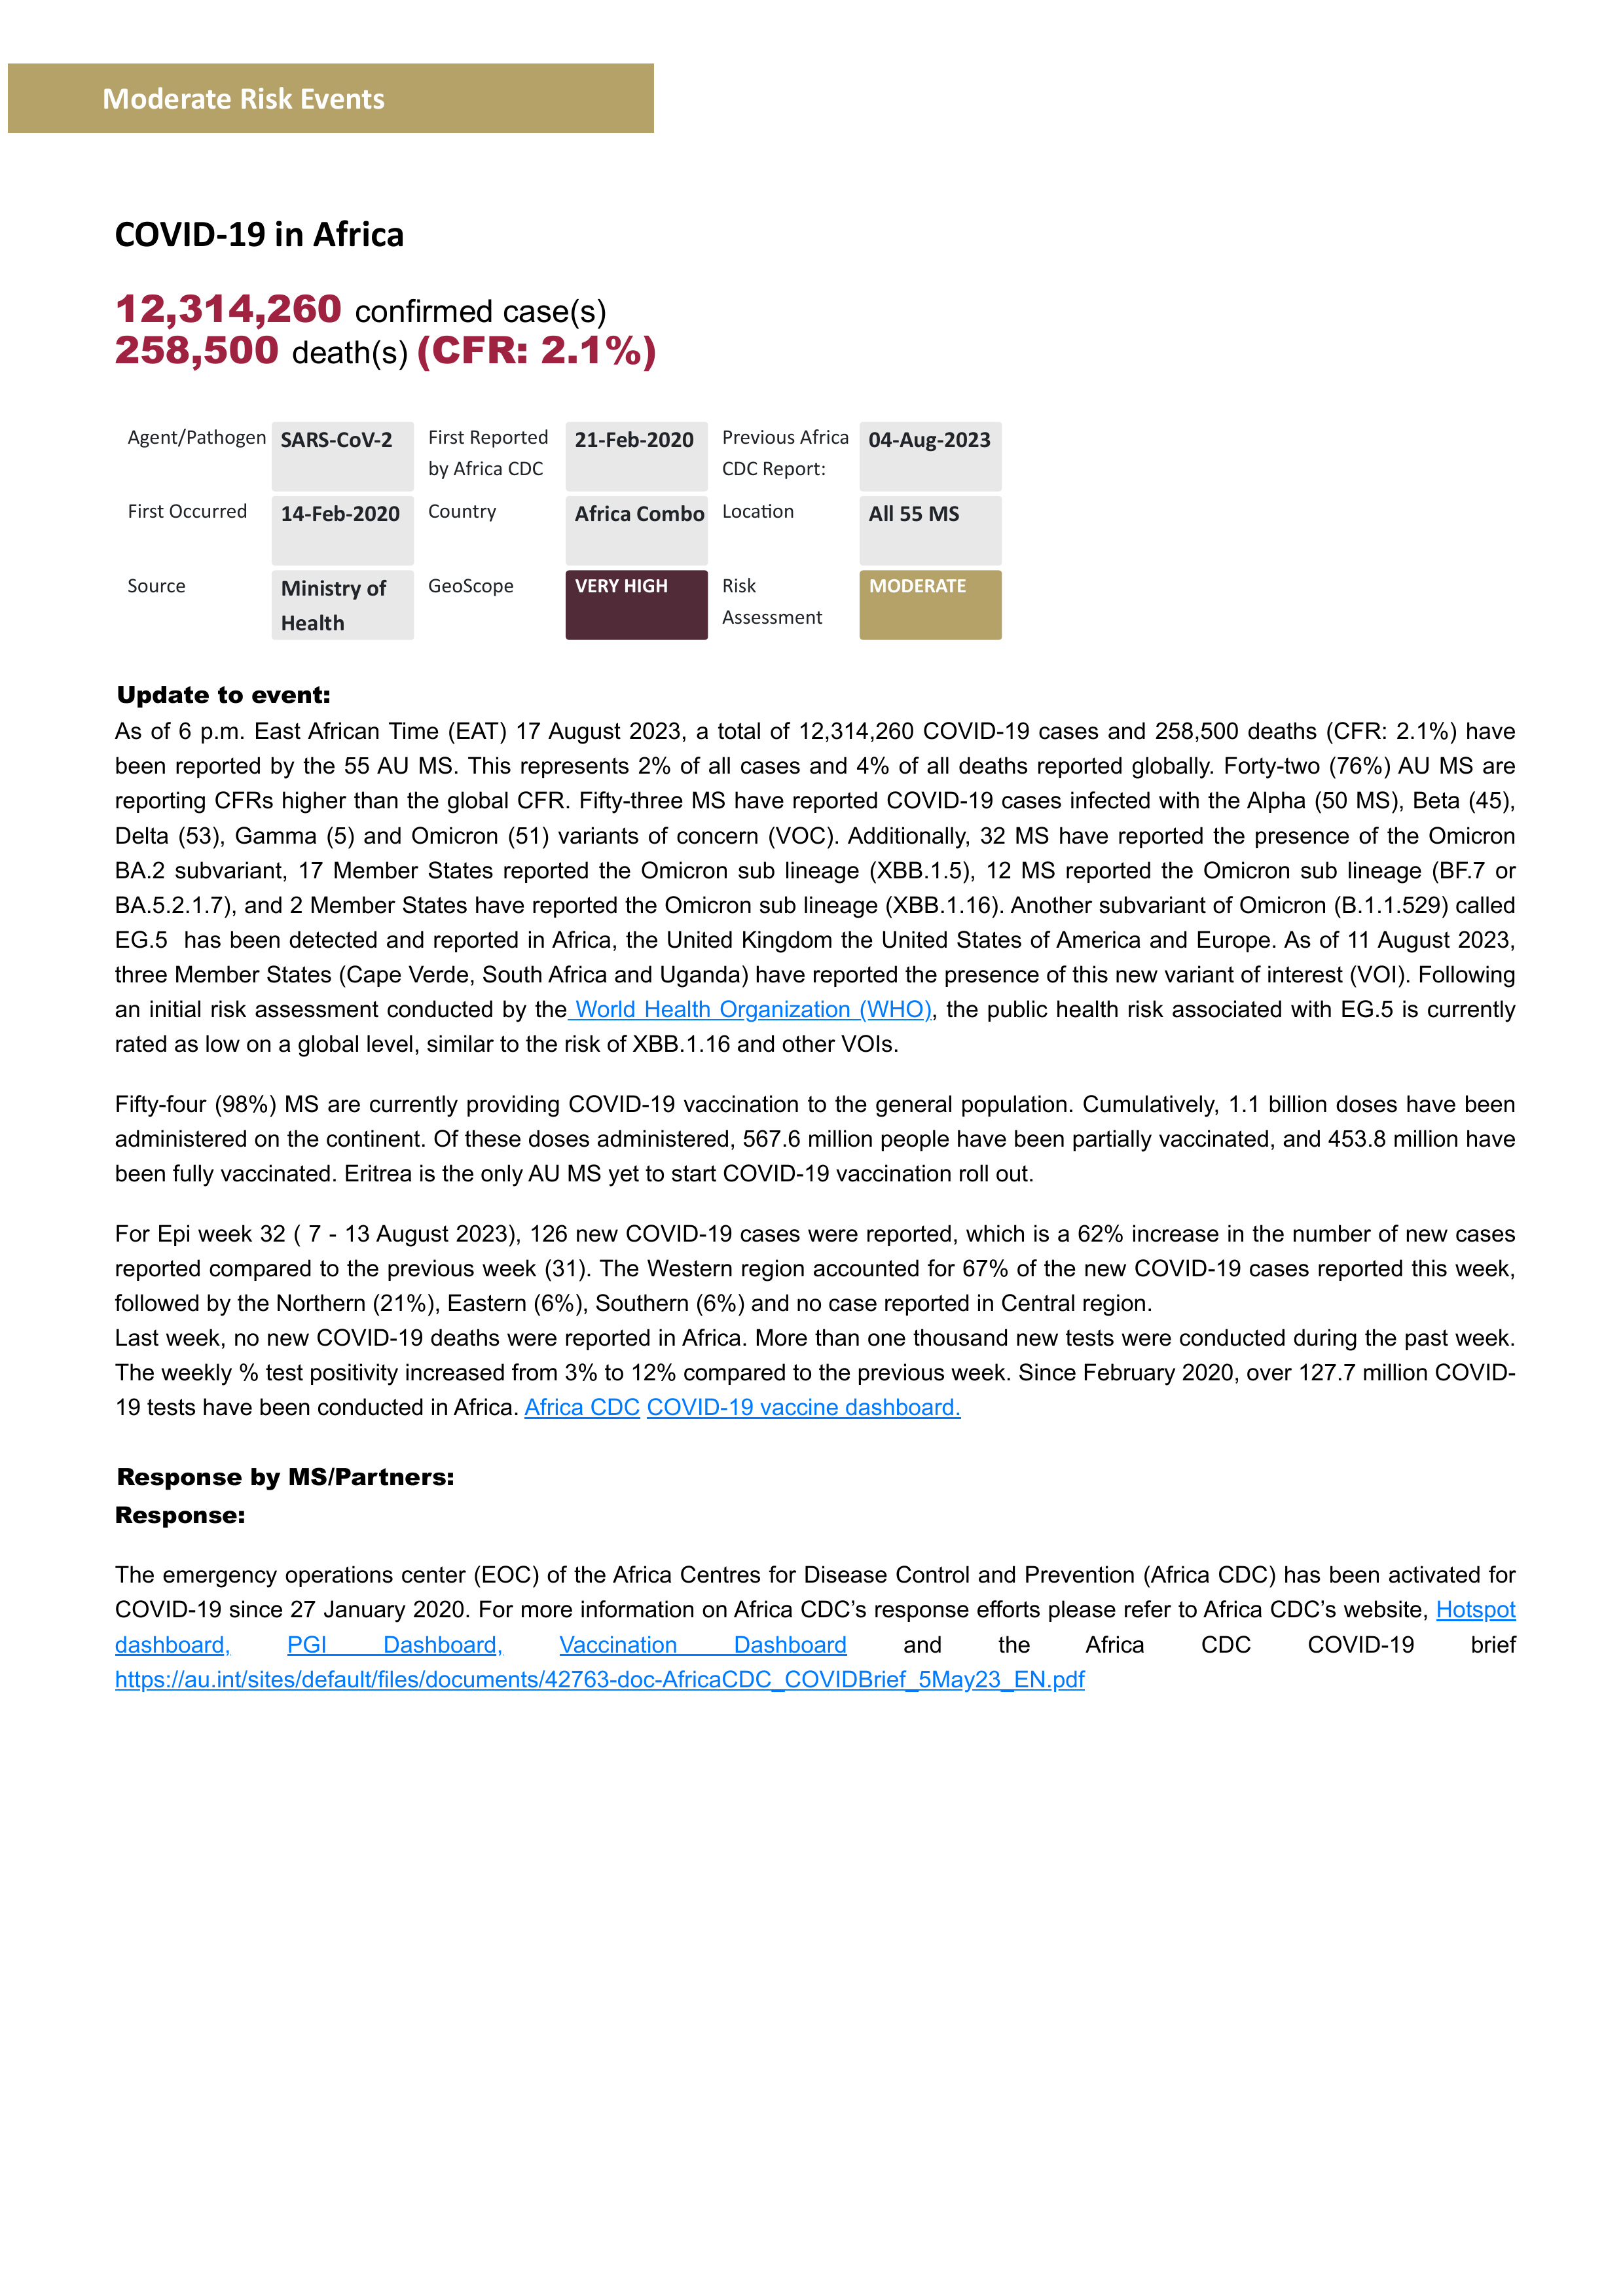 Moderate Risk Events
COVID-19 in Africa
12,314,260 confirmed case(s)
258,500 death(s) (CFR: 2.1%)
Agent/Pathogen SARS-CoV-2 First Reported by Africa CDC 21-Feb-2020 Previous Africa CDC Report: 04-Aug-2023
First Occurred 14-Feb-2020 Country Africa Combo Location All 55 MS
Source Ministry of Health GeoScope VERY HIGH Risk Assessment MODERATE
Update to event:
As of 6 p.m. East African Time (EAT) 17 August 2023, a total of 12,314,260 COVID-19 cases and 258,500 deaths (CFR: 2.1%) have
been reported by the 55 AU MS. This represents 2% of all cases and 4% of all deaths reported globally. Forty-two (76%) AU MS are
reporting CFRs higher than the global CFR. Fifty-three MS have reported COVID-19 cases infected with the Alpha (50 MS), Beta (45),
Delta (53), Gamma (5) and Omicron (51) variants of concern (VOC). Additionally, 32 MS have reported the presence of the Omicron
BA.2 subvariant, 17 Member States reported the Omicron sub lineage (XBB.1.5), 12 MS reported the Omicron sub lineage (BF.7 or
BA.5.2.1.7), and 2 Member States have reported the Omicron sub lineage (XBB.1.16). Another subvariant of Omicron (B.1.1.529) called
EG.5 has been detected and reported in Africa, the United Kingdom the United States of America and Europe. As of 11 August 2023,
three Member States (Cape Verde, South Africa and Uganda) have reported the presence of this new variant of interest (VOI). Following
an initial risk assessment conducted by the World Health Organization (WHO), the public health risk associated with EG.5 is currently
rated as low on a global level, similar to the risk of XBB.1.16 and other VOIs.
Fifty-four (98%) MS are currently providing COVID-19 vaccination to the general population. Cumulatively, 1.1 billion doses have been
administered on the continent. Of these doses administered, 567.6 million people have been partially vaccinated, and 453.8 million have
been fully vaccinated. Eritrea is the only AU MS yet to start COVID-19 vaccination roll out.
For Epi week 32 ( 7 - 13 August 2023), 126 new COVID-19 cases were reported, which is a 62% increase in the number of new cases
reported compared to the previous week (31). The Western region accounted for 67% of the new COVID-19 cases reported this week,
followed by the Northern (21%), Eastern (6%), Southern (6%) and no case reported in Central region.
Last week, no new COVID-19 deaths were reported in Africa. More than one thousand new tests were conducted during the past week.
The weekly % test positivity increased from 3% to 12% compared to the previous week. Since February 2020, over 127.7 million COVID-
19 tests have been conducted in Africa. Africa CDC COVID-19 vaccine dashboard.
Response by MS/Partners:
Response:
The emergency operations center (EOC) of the Africa Centres for Disease Control and Prevention (Africa CDC) has been activated for
COVID-19 since 27 January 2020. For more information on Africa CDC’s response efforts please refer to Africa CDC’s website, Hotspot
dashboard, PGI Dashboard, Vaccination Dashboard and the Africa CDC COVID-19 brief
https://au.int/sites/default/files/documents/42763-doc-AfricaCDC_COVIDBrief_5May23_EN.pdf